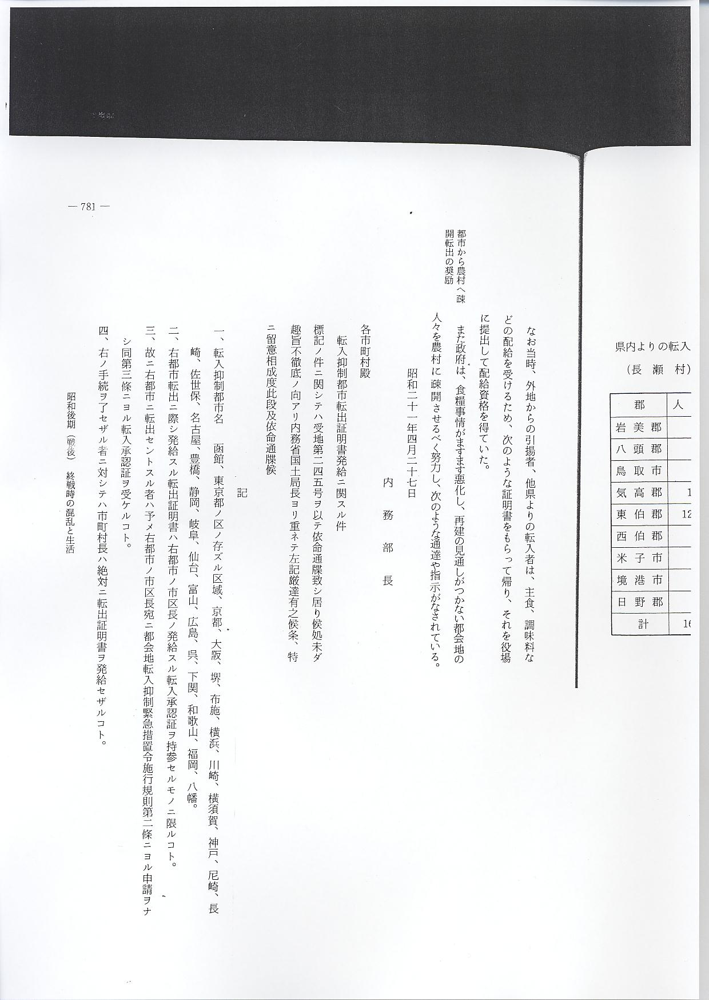 県内よりの転入
（長瀬村）
郡 人
岩美郡
八頭郡
鳥取市
気高郡 1
東伯郡 12
西伯郡
米子市
境港市
日野郡
計 16
なお当時、外地からの引揚者、他県よりの転入者は、主食、調味料な
どの配給を受けるため、次のような証明書をもらって帰り、それを役場
に提出して配給資格を得ていた。
都市から農村へ疎
開転出の奨励
また政府は、食糧事情がますます悪化し、再建の見通しがつかない都会地の
人々を農村に疎開させるべく努力し、次のような通達や指示がなされている。
昭和二十一年四月二十七日
内務部長
各市町村殿
転入抑制都市転出証明書発給ニ関スル件
標記ノ件ニ関シテハ受地第二四五号ヲ以テ依命通牒致シ居り候処未ダ
趣旨不徹底ノ向アリ内務省国土局長ヨリ重ネテ左記厳達有之候条、特
ニ留意相成度此段及依命通牒候
記
一、転入抑制都市名 函館、東京都ノ区ノ存ズル区域、京都、大阪、堺、布施、横浜、川崎、横須賀、神戸、尼崎、長
崎、佐世保、名古屋、豊橋、静岡、岐阜、仙台、富山、広島、呉、下関、和歌山、福岡、八幡。
二、右都市転出ニ際シ発給スル転出証明書ハ右都市ノ市区長ノ発給スル転入承認証ヲ持参セルモノニ限ルコト。
三、故ニ右都市ニ転出セントスル者ハ予メ右都市ノ市区長宛ニ都会地転入抑制緊急措置令施行規則第二條ニヨル申請ヲナ
シ同第三條ニヨル転入承認証ヲ受ケルコト。
四、右ノ手続ヲ了セザル者ニ対シテハ市町村長ハ絶対ニ転出証明書ヲ発給セザルコト。
昭和後期（戦後） 終戦時の混乱と生活
— 781 —